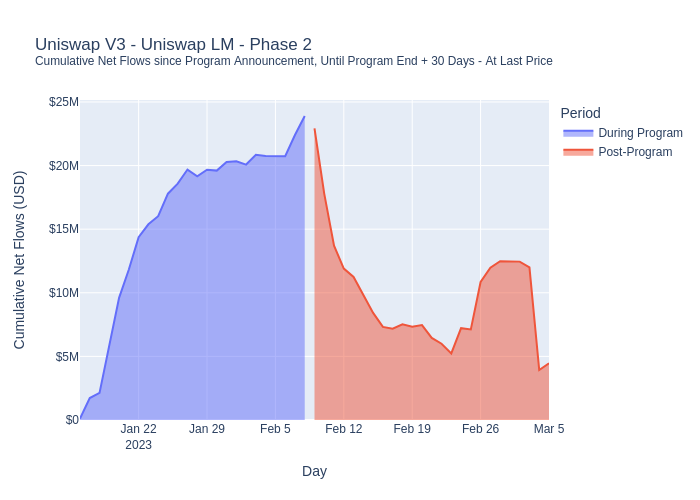 Uniswap V3 - Uniswap LM - Phase 2
Cumulative Net Flows since Program Announcement, Until Program End + 30 Days - At Last Price
Period
During Program
Post-Program
Cumulative Net Flows (USD)
$25M
$20M
$15M
$10M
$5M
$0
Jan 22
2023
Jan 29
Feb 5
Feb 12
Feb 19
Feb 26
Mar 5
Day